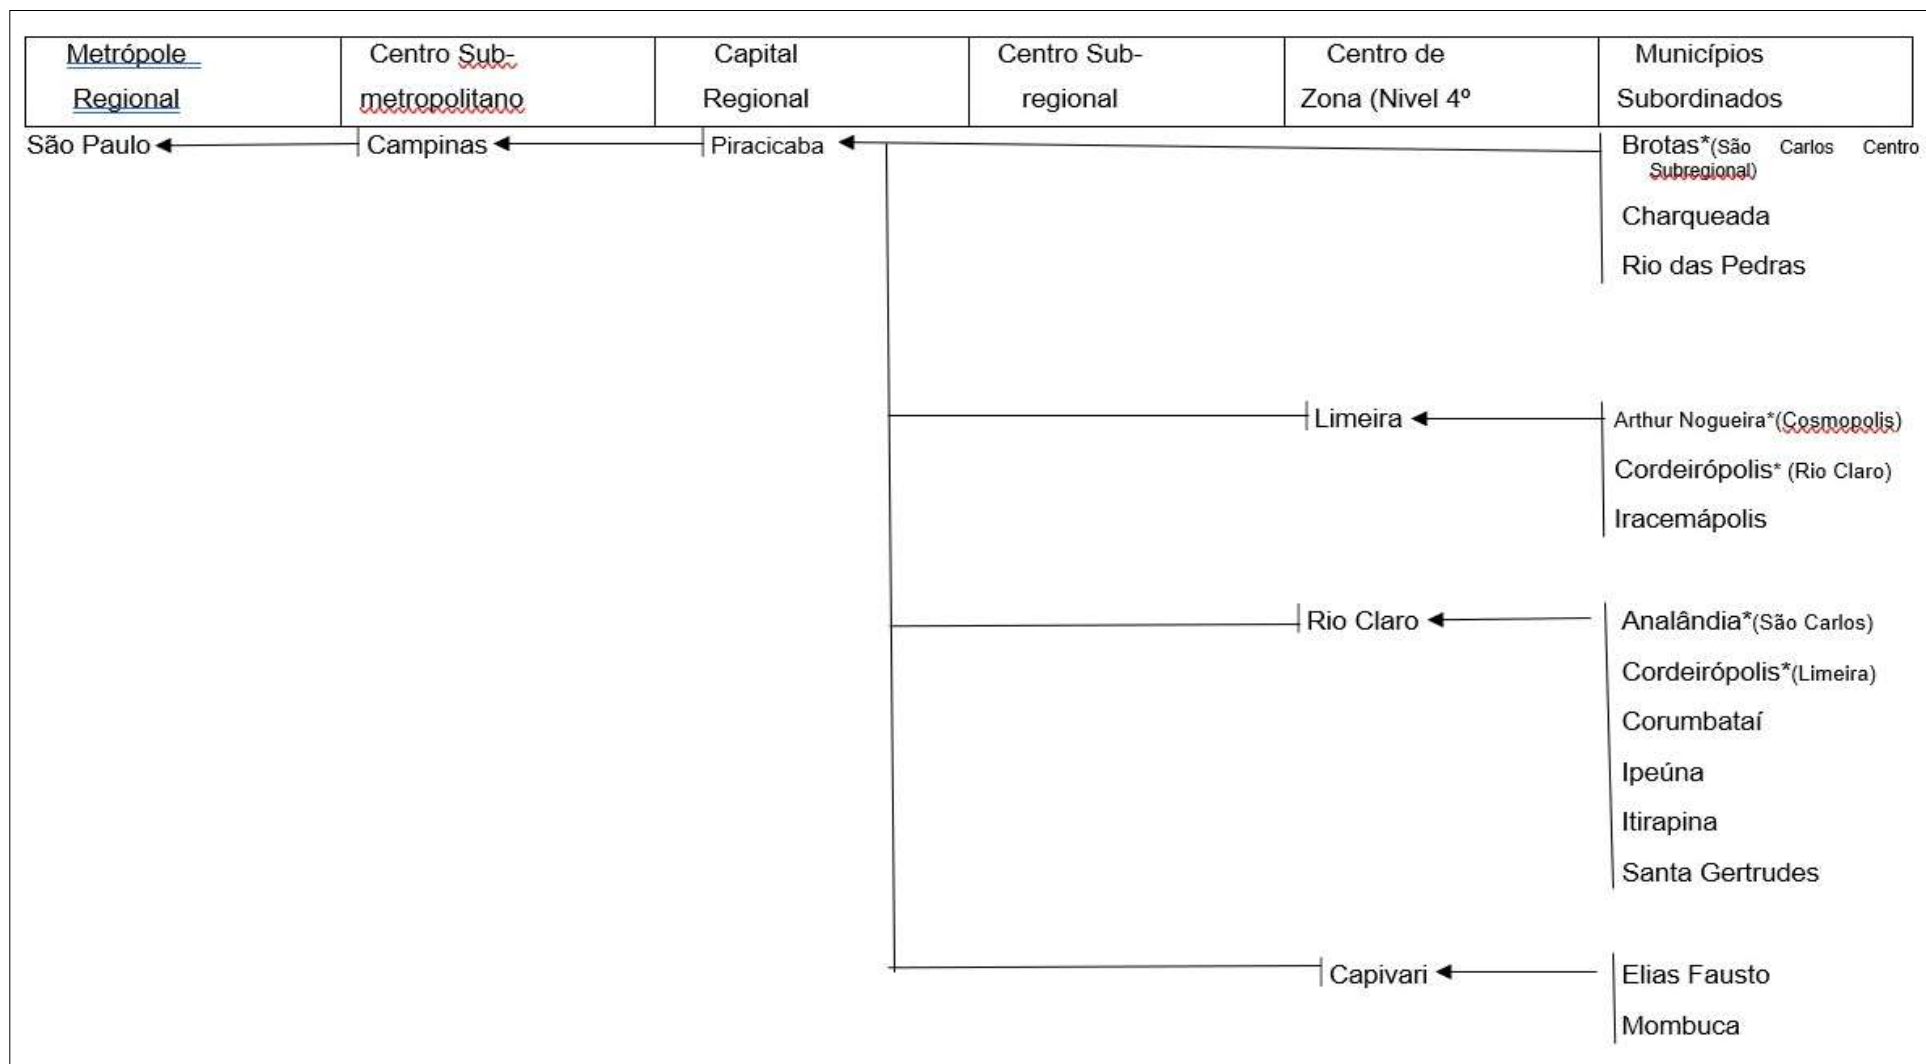 Metrópole
Regional
Centro Sub-
metropolitano
Capital
Regional
Centro Sub-
regional
Centro de
Zona (Nivel 4º
Municípios
Subordinados
São Paulo
Campinas
Piracicaba
Brotas*(São Carlos Centro
Subregional)
Charqueada
Rio das Pedras
Limeira
Arthur Nogueira*(Cosmopolis)
Cordeirópolis* (Rio Claro)
Iracemápolis
Rio Claro
Analândia*(São Carlos)
Cordeirópolis*(Limeira)
Corumbataí
Ipeúna
Itirapina
Santa Gertrudes
Capivari
Elias Fausto
Mombuca